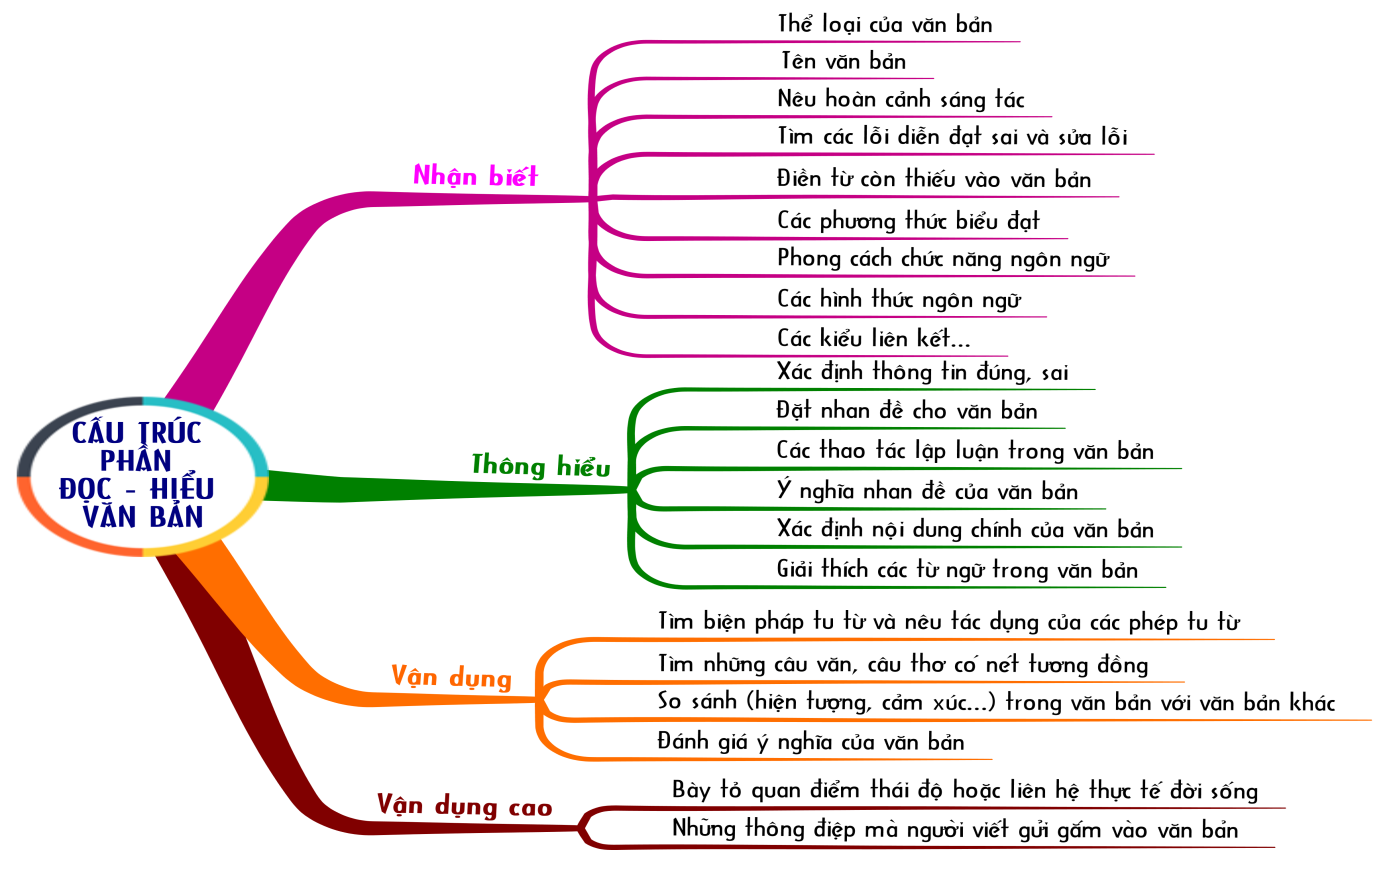 CẤU TRÚC
PHẦN
ĐỌC - HIỂU
VĂN BẢN
Nhận biết
Thể loại của văn bản
Tên văn bản
Nêu hoàn cảnh sáng tác
Tìm các lỗi diễn đạt sai và sửa lỗi
Điền từ còn thiếu vào văn bản
Các phương thức biểu đạt
Phong cách chức năng ngôn ngữ
Các hình thức ngôn ngữ
Các kiểu liên kết...
Thông hiểu
Xác định thông tin đúng, sai
Đặt nhan đề cho văn bản
Các thao tác lập luận trong văn bản
Ý nghĩa nhan đề của văn bản
Xác định nội dung chính của văn bản
Giải thích các từ ngữ trong văn bản
Vận dụng
Tìm biện pháp tu từ và nêu tác dụng của các phép tu từ
Tìm những câu văn, câu thơ có nét tương đồng
So sánh (hiện tượng, cảm xúc...) trong văn bản với văn bản khác
Đánh giá ý nghĩa của văn bản
Vận dụng cao
Bày tỏ quan điểm thái độ hoặc liên hệ thực tế đời sống
Những thông điệp mà người viết gửi gắm vào văn bản